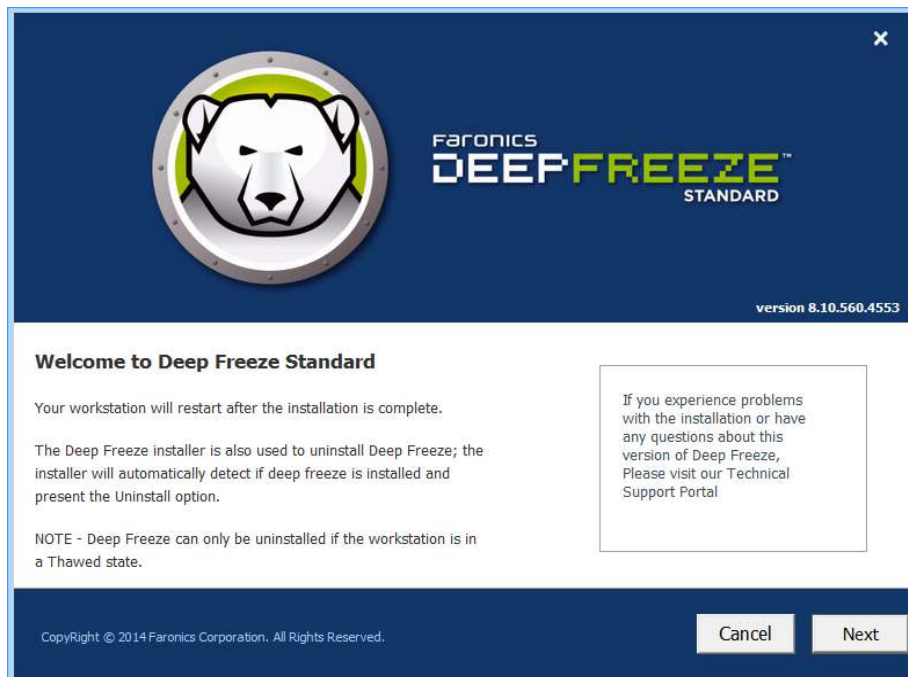 Faronics
DEEPFREEZE™
STANDARD
version 8.10.560.4553
Welcome to Deep Freeze Standard
Your workstation will restart after the installation is complete.
The Deep Freeze installer is also used to uninstall Deep Freeze; the
installer will automatically detect if deep freeze is installed and
present the Uninstall option.
NOTE - Deep Freeze can only be uninstalled if the workstation is in
a Thawed state.
If you experience problems
with the installation or have
any questions about this
version of Deep Freeze,
Please visit our Technical
Support Portal
CopyRight © 2014 Faronics Corporation. All Rights Reserved.
Cancel
Next